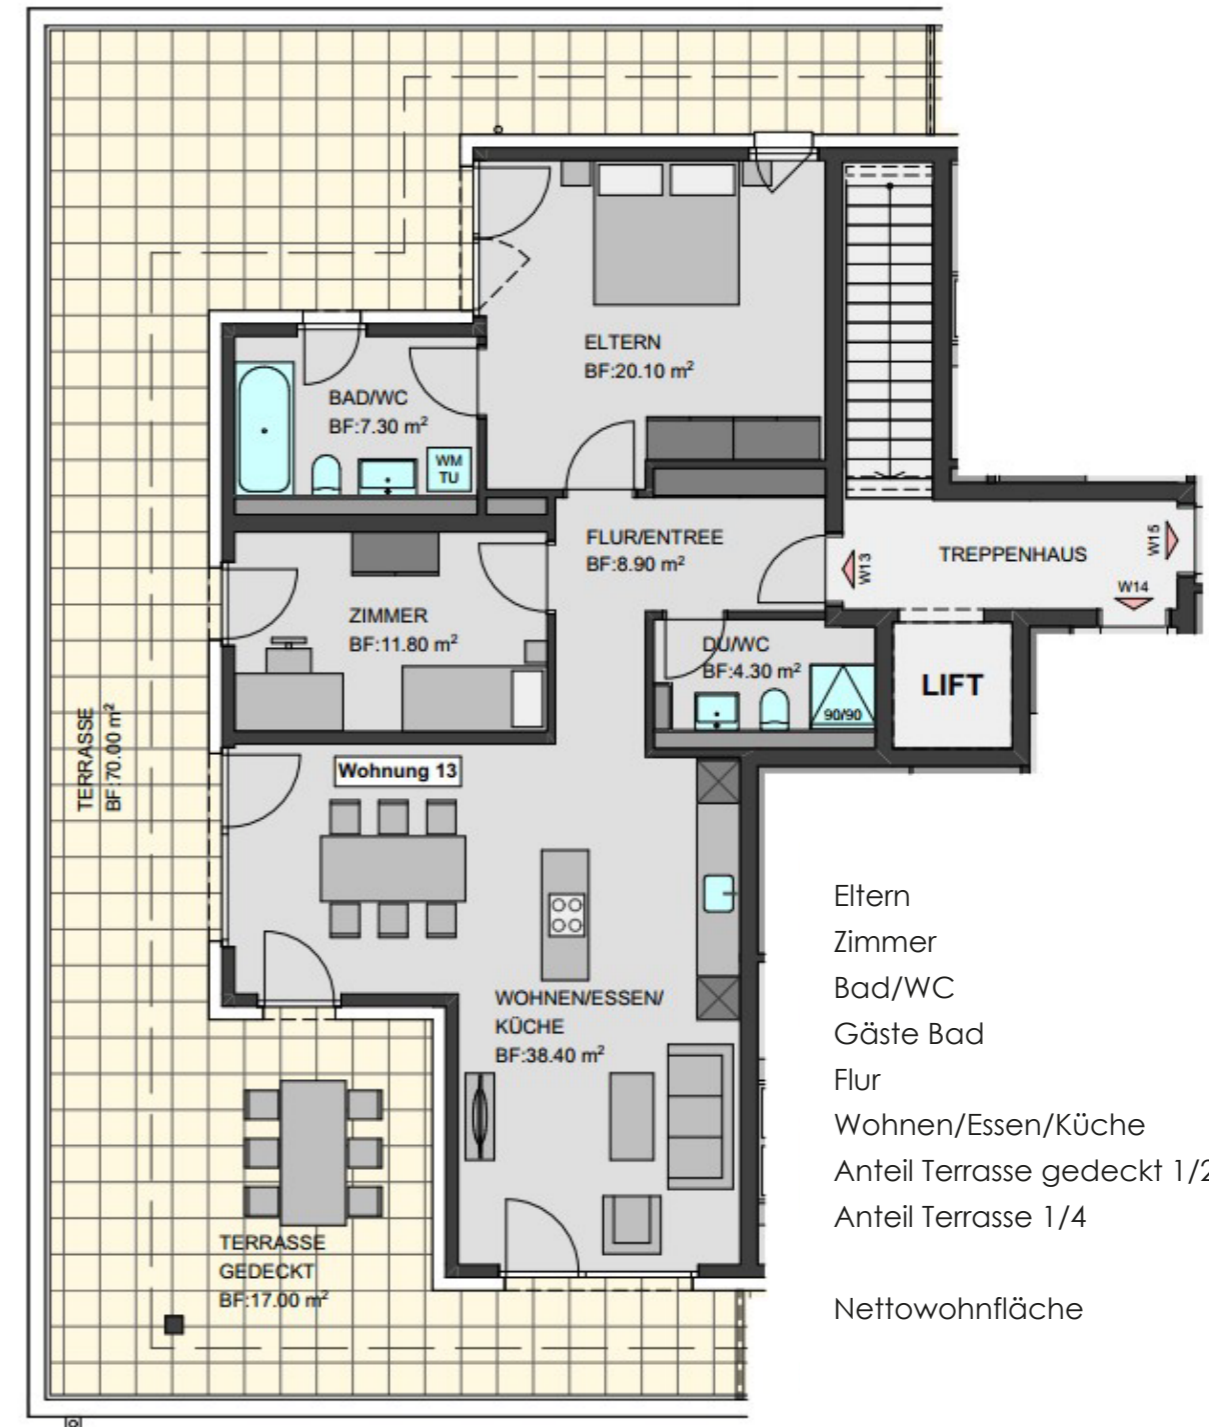 ELTERN
BF:20.10 m²
BAD/WC
BF:7.30 m²
WM
TU
FLUR/ENTREE
BF:8.90 m²
W13
TREPPENHAUS
W15
W14
ZIMMER
BF:11.80 m²
DU/WC
BF:4.30 m²
90/90
LIFT
TERRASSE
BF:70.00 m²
Wohnung 13
WOHNEN/ESSEN/
KÜCHE
BF:38.40 m²
TERRASSE
GEDECKT
BF:17.00 m²
Eltern
Zimmer
Bad/WC
Gäste Bad
Flur
Wohnen/Essen/Küche
Anteil Terrasse gedeckt 1/2
Anteil Terrasse 1/4
Nettowohnfläche